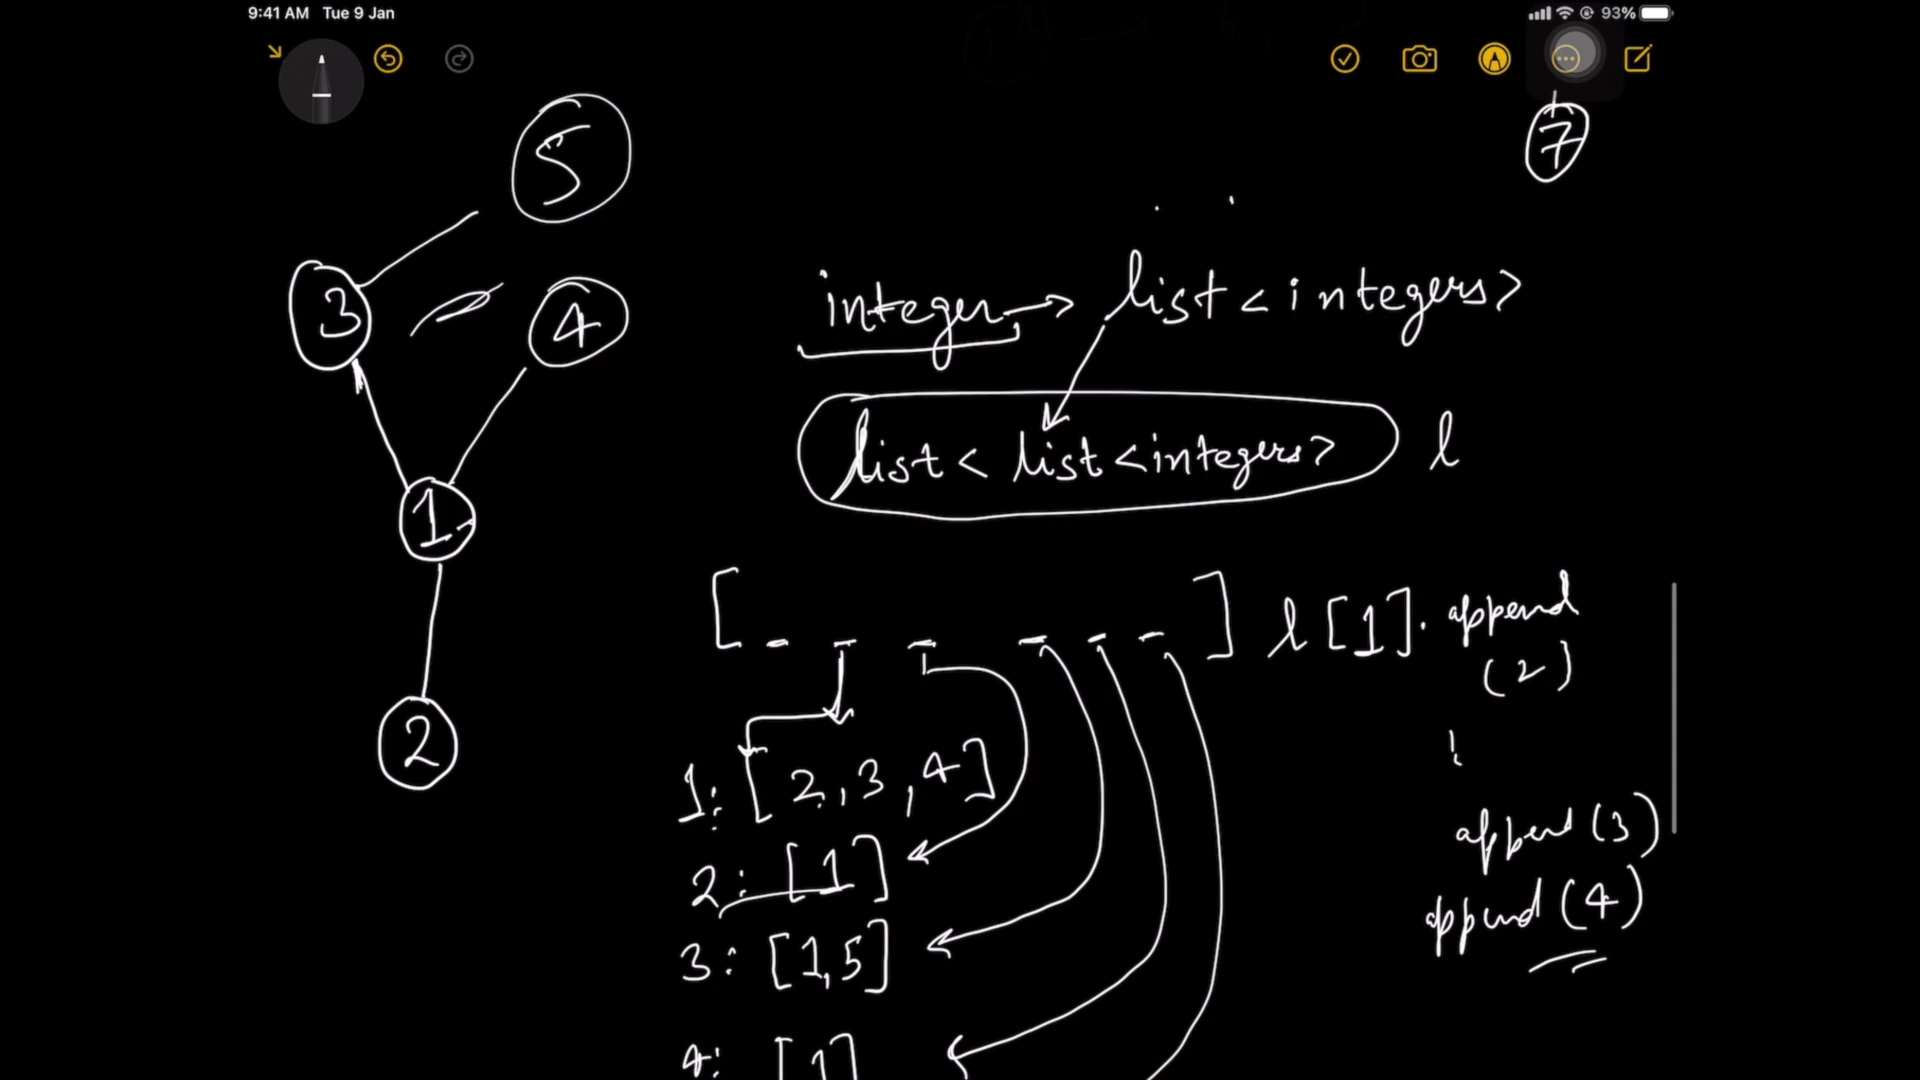 9:41 AM Tue 9 Jan
93%
5
7
3
4
integer → list < integers >
list < list < integers >
l
1
[ - - - - - - ] l [1] . append
(2)
2
1: [ 2, 3, 4 ]
append (3)
2: [ 1 ]
append (4)
3: [ 1, 5 ]
4: [ 1 ]